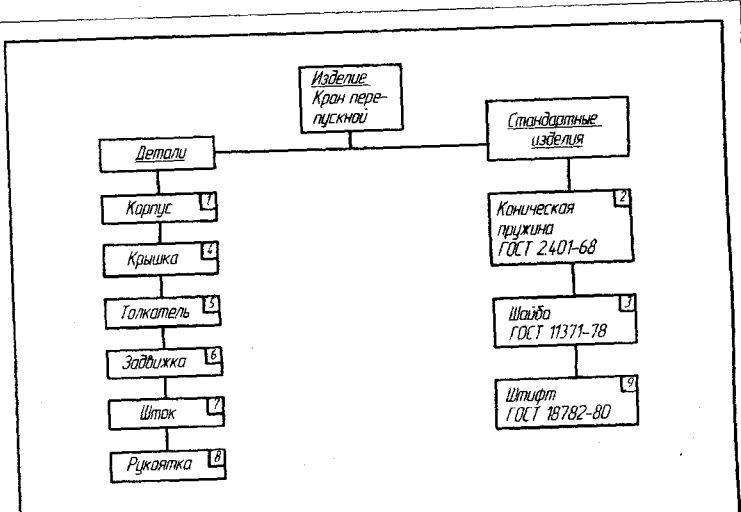 Изделие
Кран пере-
пускной
Детали
Корпус 1
Крышка 4
Толкатель 5
Задвижка 6
Шток 7
Рукоятка 8
Стандартные
изделия
Коническая 2
пружина
ГОСТ 2.401-68
Шайба 3
ГОСТ 11371-78
Штифт 9
ГОСТ 18782-80